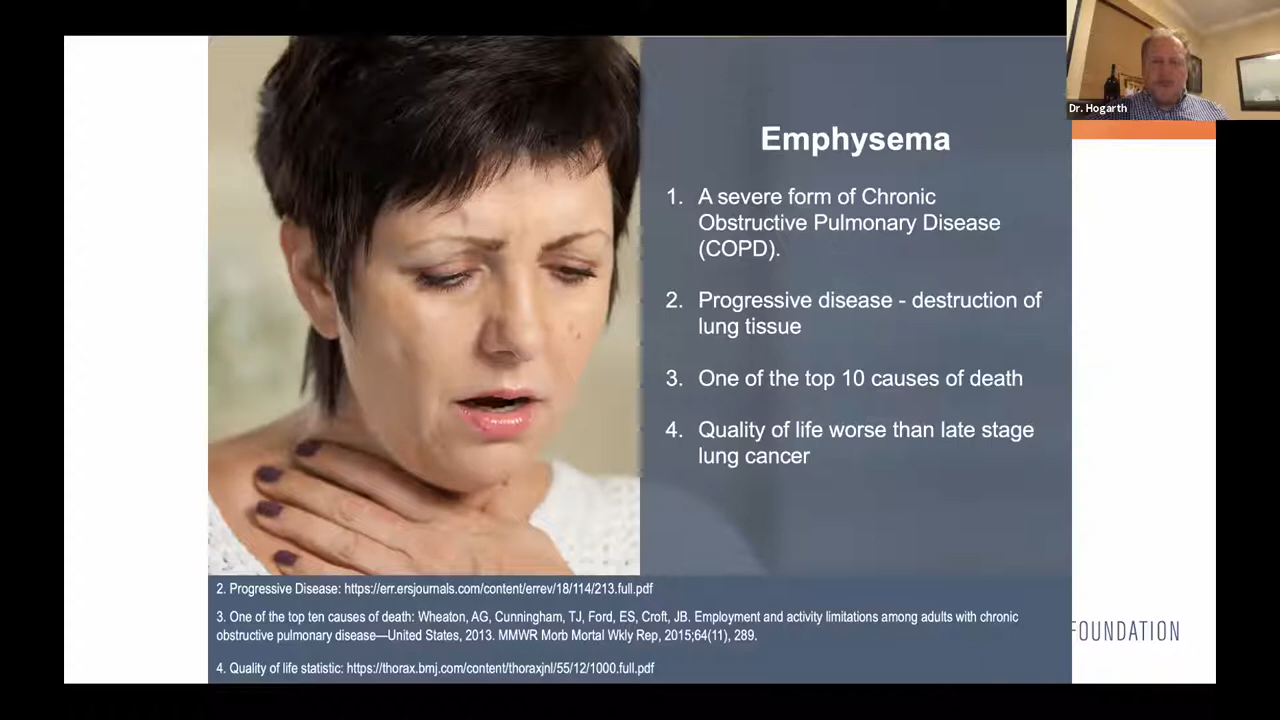 Dr. Hogarth
Emphysema
1. A severe form of Chronic
Obstructive Pulmonary Disease
(COPD).
2. Progressive disease - destruction of
lung tissue
3. One of the top 10 causes of death
4. Quality of life worse than late stage
lung cancer
2. Progressive Disease: https://err.ersjournals.com/content/errev/18/114/213.full.pdf
3. One of the top ten causes of death: Wheaton, AG, Cunningham, TJ, Ford, ES, Croft, JB. Employment and activity limitations among adults with chronic
obstructive pulmonary disease—United States, 2013. MMWR Morb Mortal Wkly Rep, 2015;64(11), 289.
4. Quality of life statistic: https://thorax.bmj.com/content/thoraxjnl/55/12/1000.full.pdf
FOUNDATION